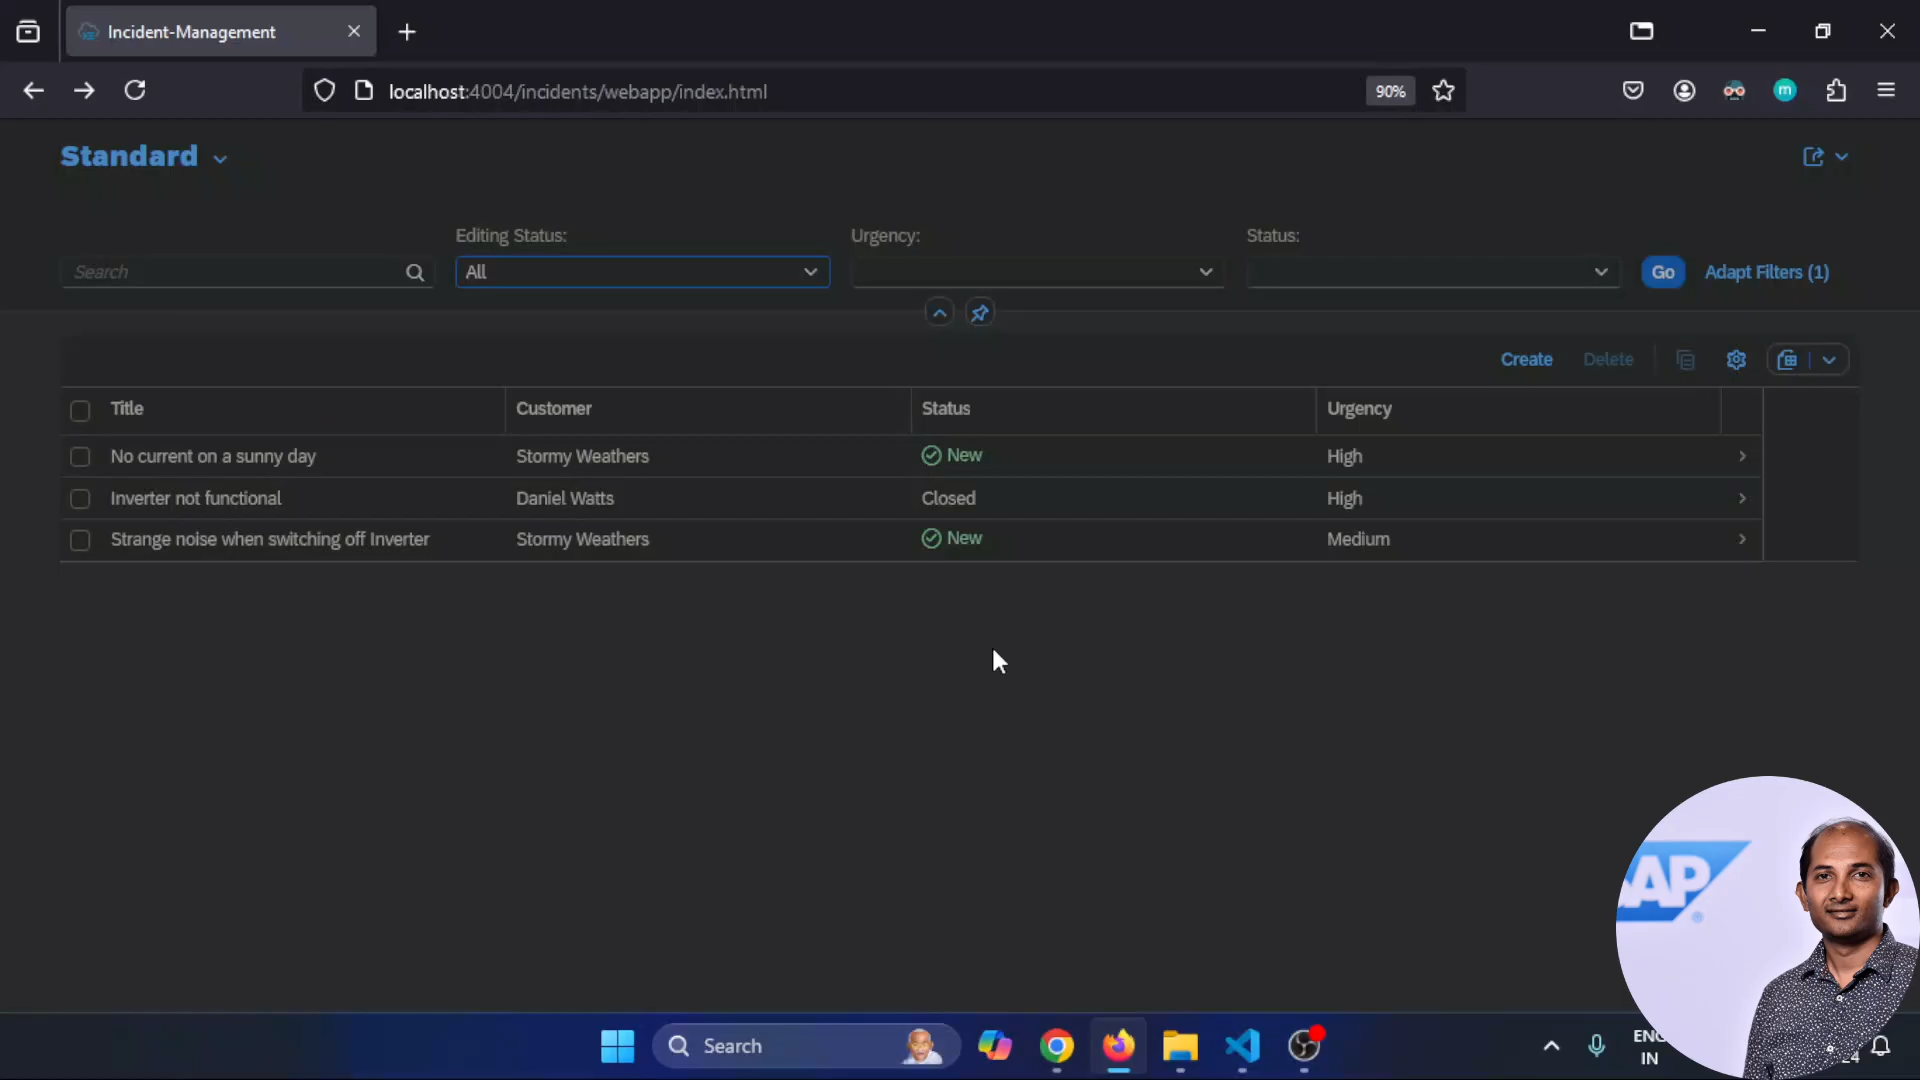 Incident-Management
localhost:4004/incidents/webapp/index.html
90%
m
Standard
Editing Status:
Urgency:
Status:
Search
All
Go
Adapt Filters (1)
Create
Delete
Title
Customer
Status
Urgency
No current on a sunny day
Stormy Weathers
New
High
Inverter not functional
Daniel Watts
Closed
High
Strange noise when switching off Inverter
Stormy Weathers
New
Medium
Search
IN